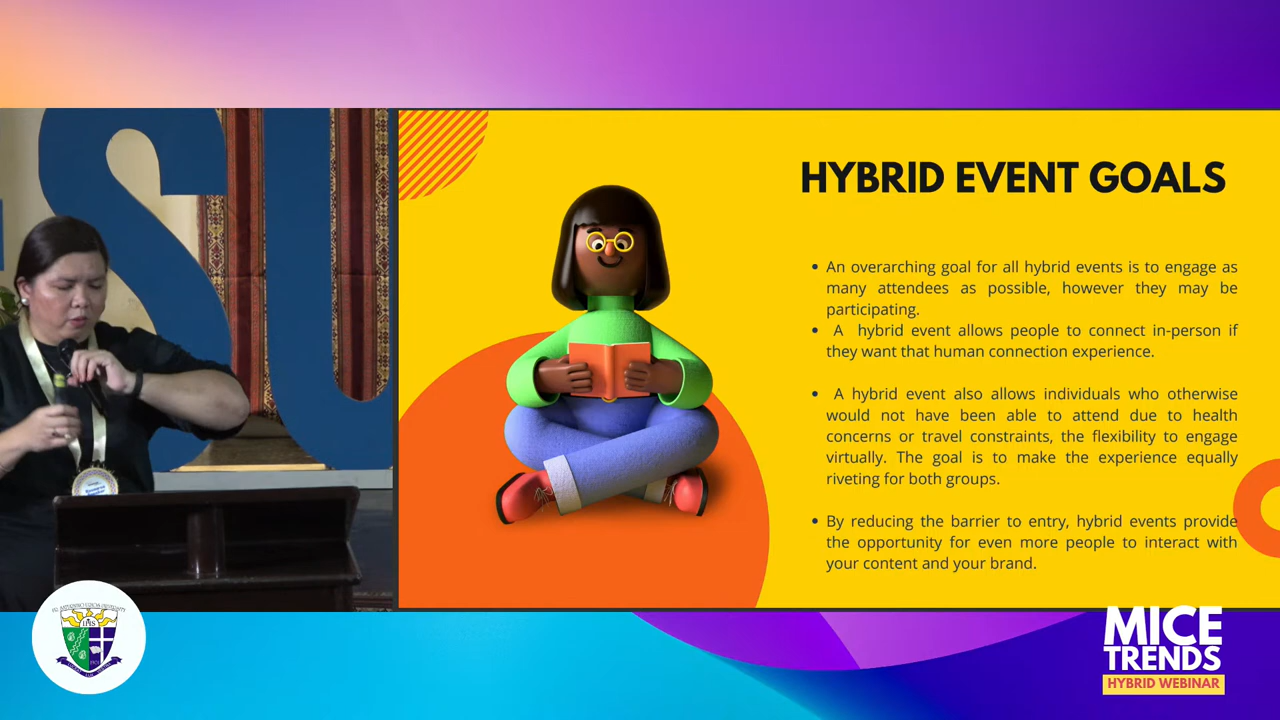 SU
HYBRID EVENT GOALS
• An overarching goal for all hybrid events is to engage as
many attendees as possible, however they may be
participating.
• A hybrid event allows people to connect in-person if
they want that human connection experience.
• A hybrid event also allows individuals who otherwise
would not have been able to attend due to health
concerns or travel constraints, the flexibility to engage
virtually. The goal is to make the experience equally
riveting for both groups.
• By reducing the barrier to entry, hybrid events provide
the opportunity for even more people to interact with
your content and your brand.
IHS
MICE
TRENDS
HYBRID WEBINAR